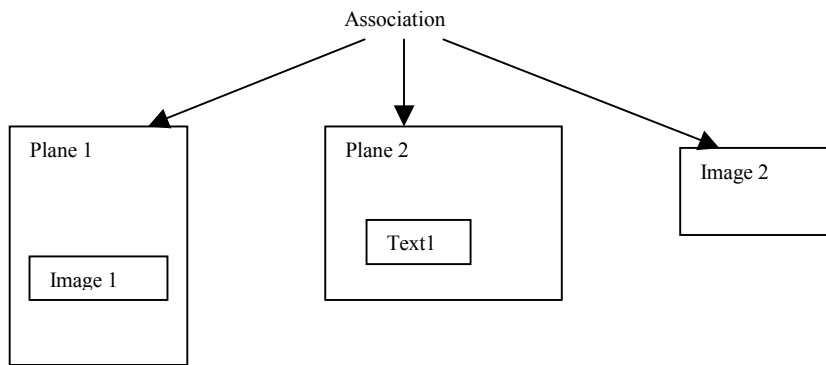 Association
Plane 1
Plane 2
Image 2
Text1
Image 1